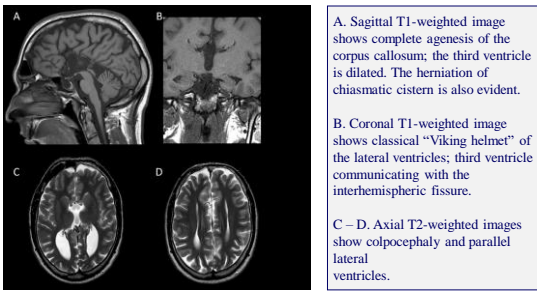 A
B
C
D
A. Sagittal T1-weighted image
shows complete agenesis of the
corpus callosum; the third ventricle
is dilated. The herniation of
chiasmatic cistern is also evident.
B. Coronal T1-weighted image
shows classical “Viking helmet” of
the lateral ventricles; third ventricle
communicating with the
interhemispheric fissure.
C – D. Axial T2-weighted images
show colpocephaly and parallel
lateral
ventricles.